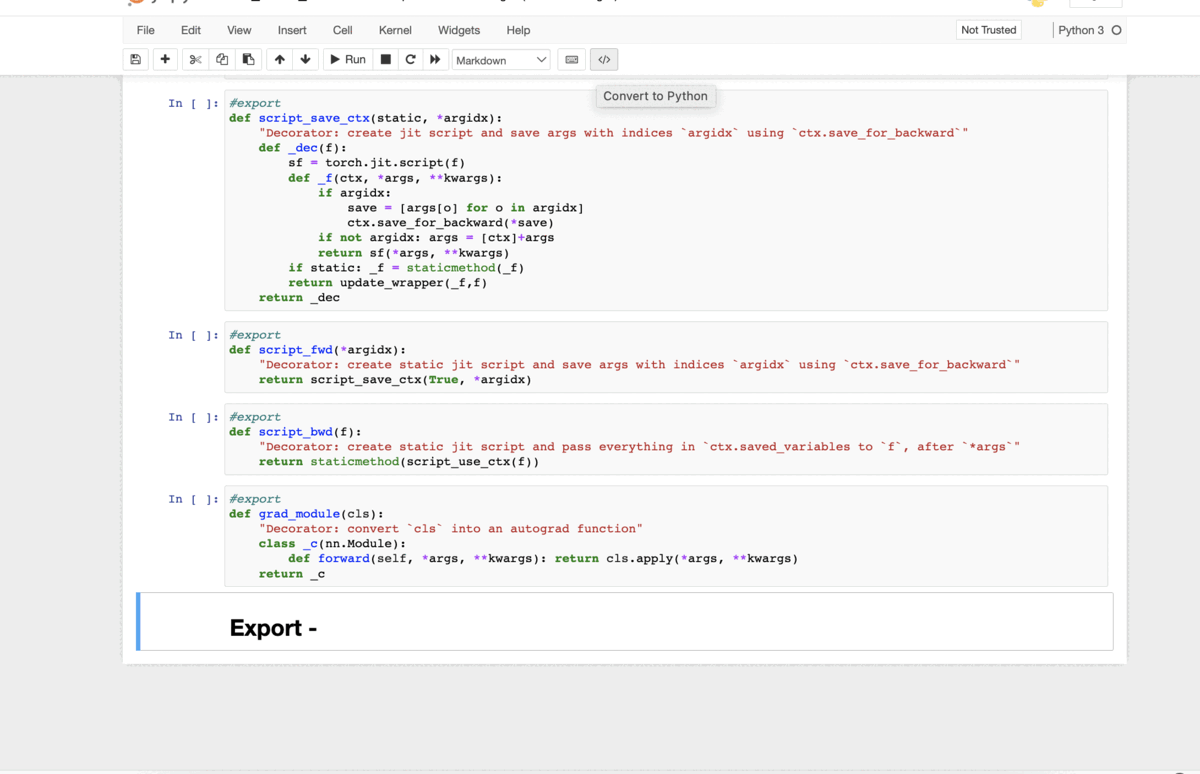 File Edit View Insert Cell Kernel Widgets Help Not Trusted Python 3
Run Markdown </>
Convert to Python
In [ ]: #export
def script_save_ctx(static, *argidx):
"Decorator: create jit script and save args with indices `argidx` using `ctx.save_for_backward`"
def _dec(f):
sf = torch.jit.script(f)
def _f(ctx, *args, **kwargs):
if argidx:
save = [args[o] for o in argidx]
ctx.save_for_backward(*save)
if not argidx: args = [ctx]+args
return sf(*args, **kwargs)
if static: _f = staticmethod(_f)
return update_wrapper(_f,f)
return _dec
In [ ]: #export
def script_fwd(*argidx):
"Decorator: create static jit script and save args with indices `argidx` using `ctx.save_for_backward`"
return script_save_ctx(True, *argidx)
In [ ]: #export
def script_bwd(f):
"Decorator: create static jit script and pass everything in `ctx.saved_variables to `f`, after `*args`"
return staticmethod(script_use_ctx(f))
In [ ]: #export
def grad_module(cls):
"Decorator: convert `cls` into an autograd function"
class _c(nn.Module):
def forward(self, *args, **kwargs): return cls.apply(*args, **kwargs)
return _c
Export -